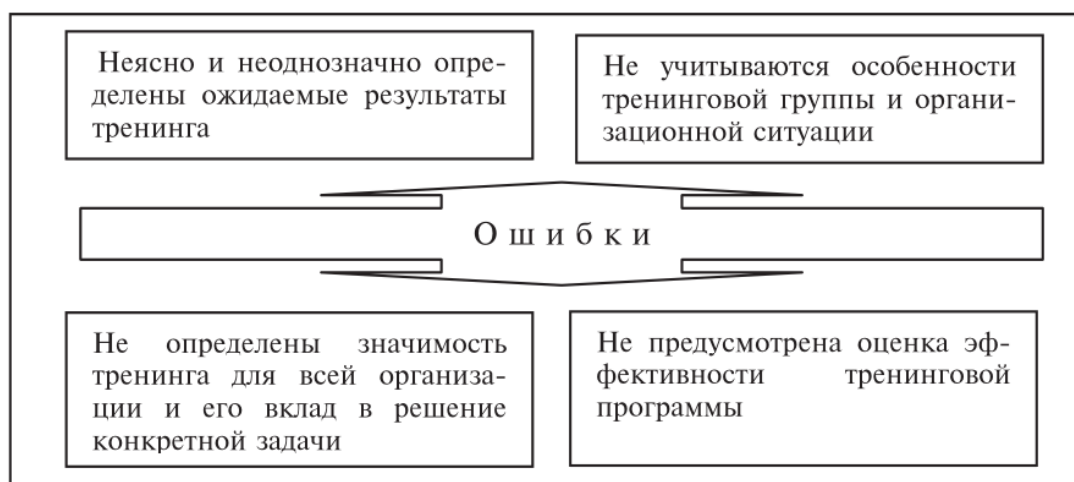 Неясно и неоднозначно опре-
делены ожидаемые результаты
тренинга
Не учитываются особенности
тренинговой группы и органи-
зационной ситуации
Ошибки
Не определены значимость
тренинга для всей организа-
ции и его вклад в решение
конкретной задачи
Не предусмотрена оценка эф-
фективности тренинговой
программы